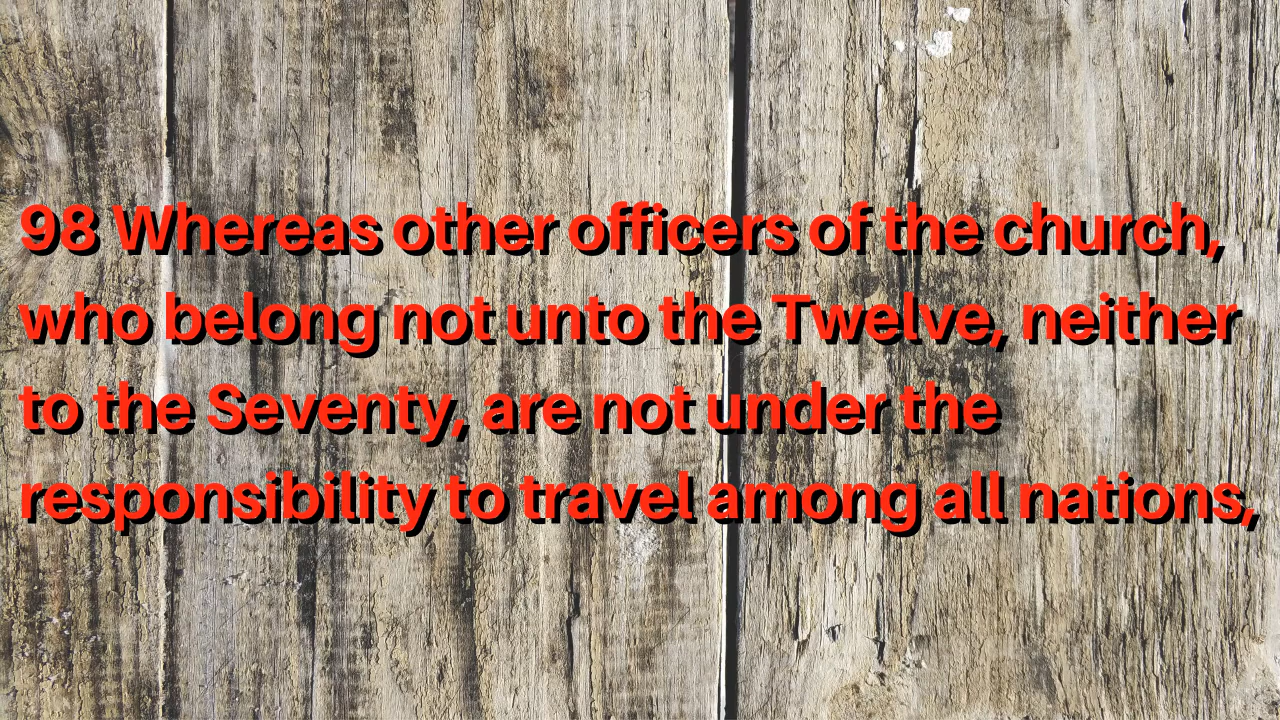 98 Whereas other officers of the church,
who belong not unto the Twelve, neither
to the Seventy, are not under the
responsibility to travel among all nations,